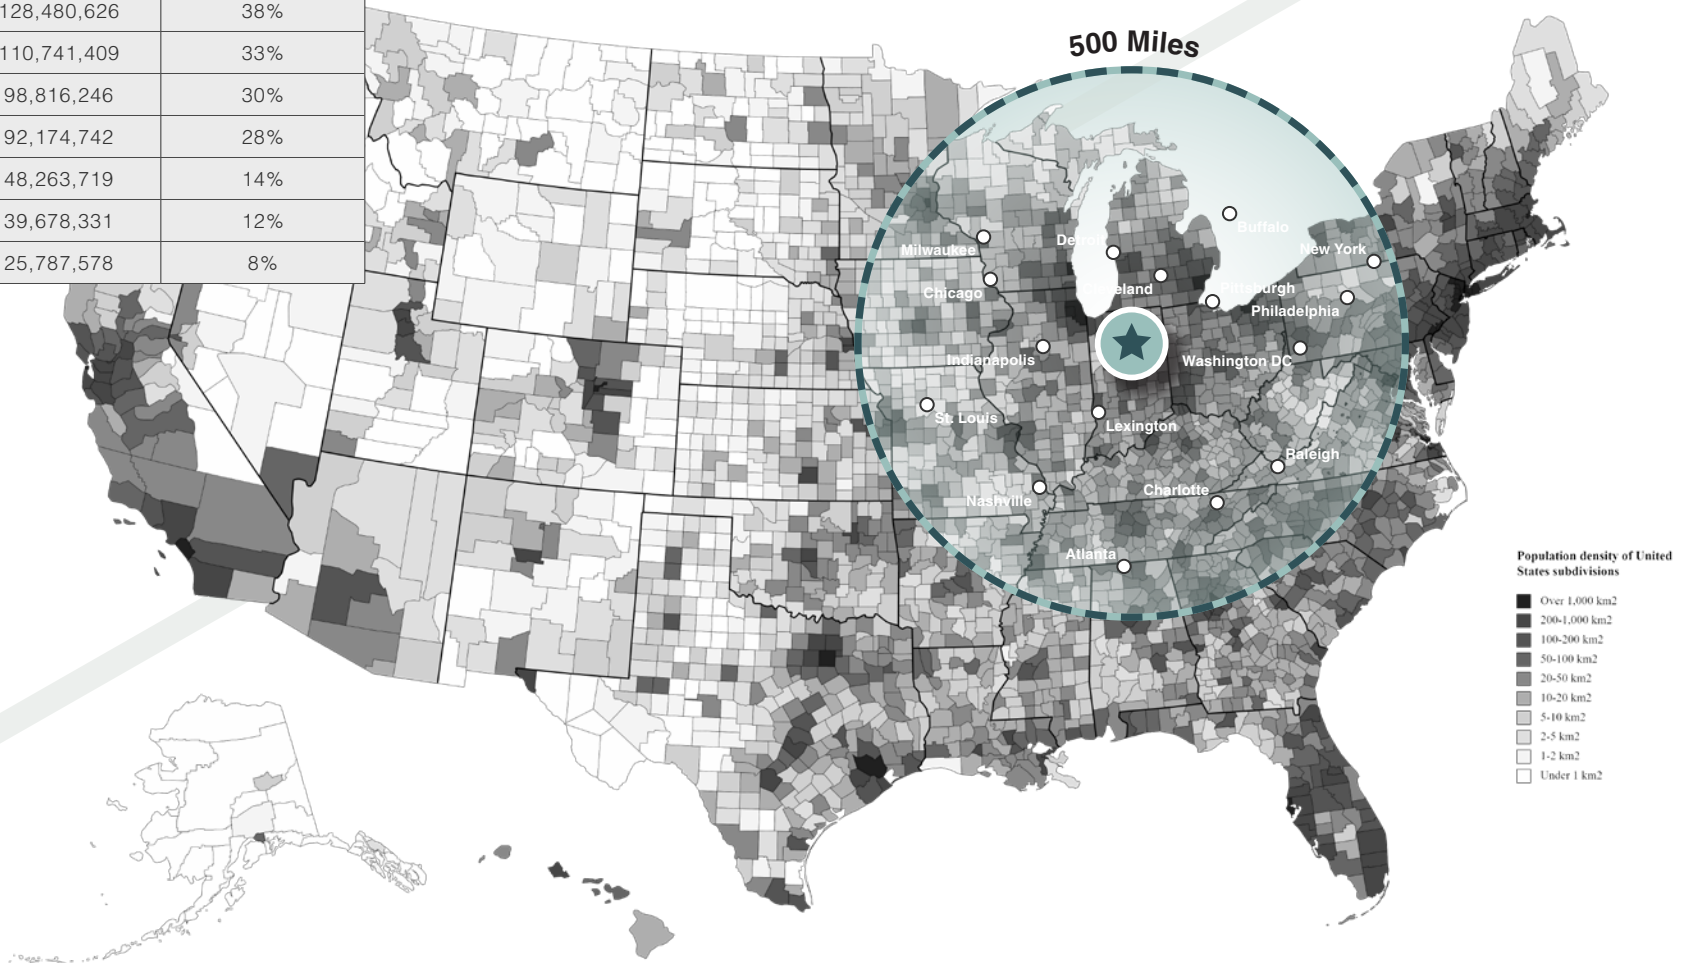 128,480,626 38%
110,741,409 33%
98,816,246 30%
92,174,742 28%
48,263,719 14%
39,678,331 12%
25,787,578 8%
500 Miles
Buffalo
Detroit
New York
Milwaukee
Cleveland
Pittsburgh
Chicago
Philadelphia
Indianapolis
Washington DC
St. Louis
Lexington
Raleigh
Nashville
Charlotte
Atlanta
Population density of United
States subdivisions
Over 1,000 km2
200-1,000 km2
100-200 km2
50-100 km2
20-50 km2
10-20 km2
5-10 km2
2-5 km2
1-2 km2
Under 1 km2